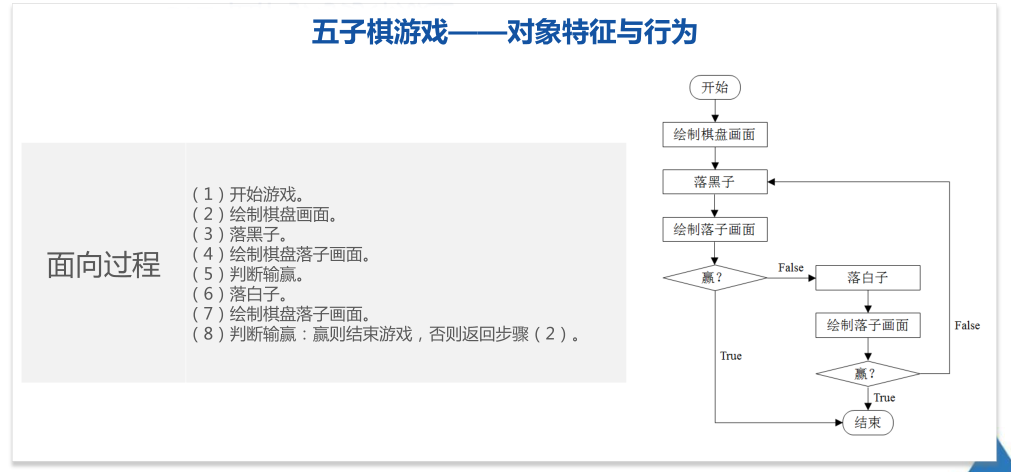 五子棋游戏——对象特征与行为
面向过程
（1）开始游戏。
（2）绘制棋盘画面。
（3）落黑子。
（4）绘制棋盘落子画面。
（5）判断输赢。
（6）落白子。
（7）绘制棋盘落子画面。
（8）判断输赢：赢则结束游戏，否则返回步骤（2）。
开始
绘制棋盘画面
落黑子
绘制落子画面
赢？
False
落白子
绘制落子画面
False
True
赢？
True
结束